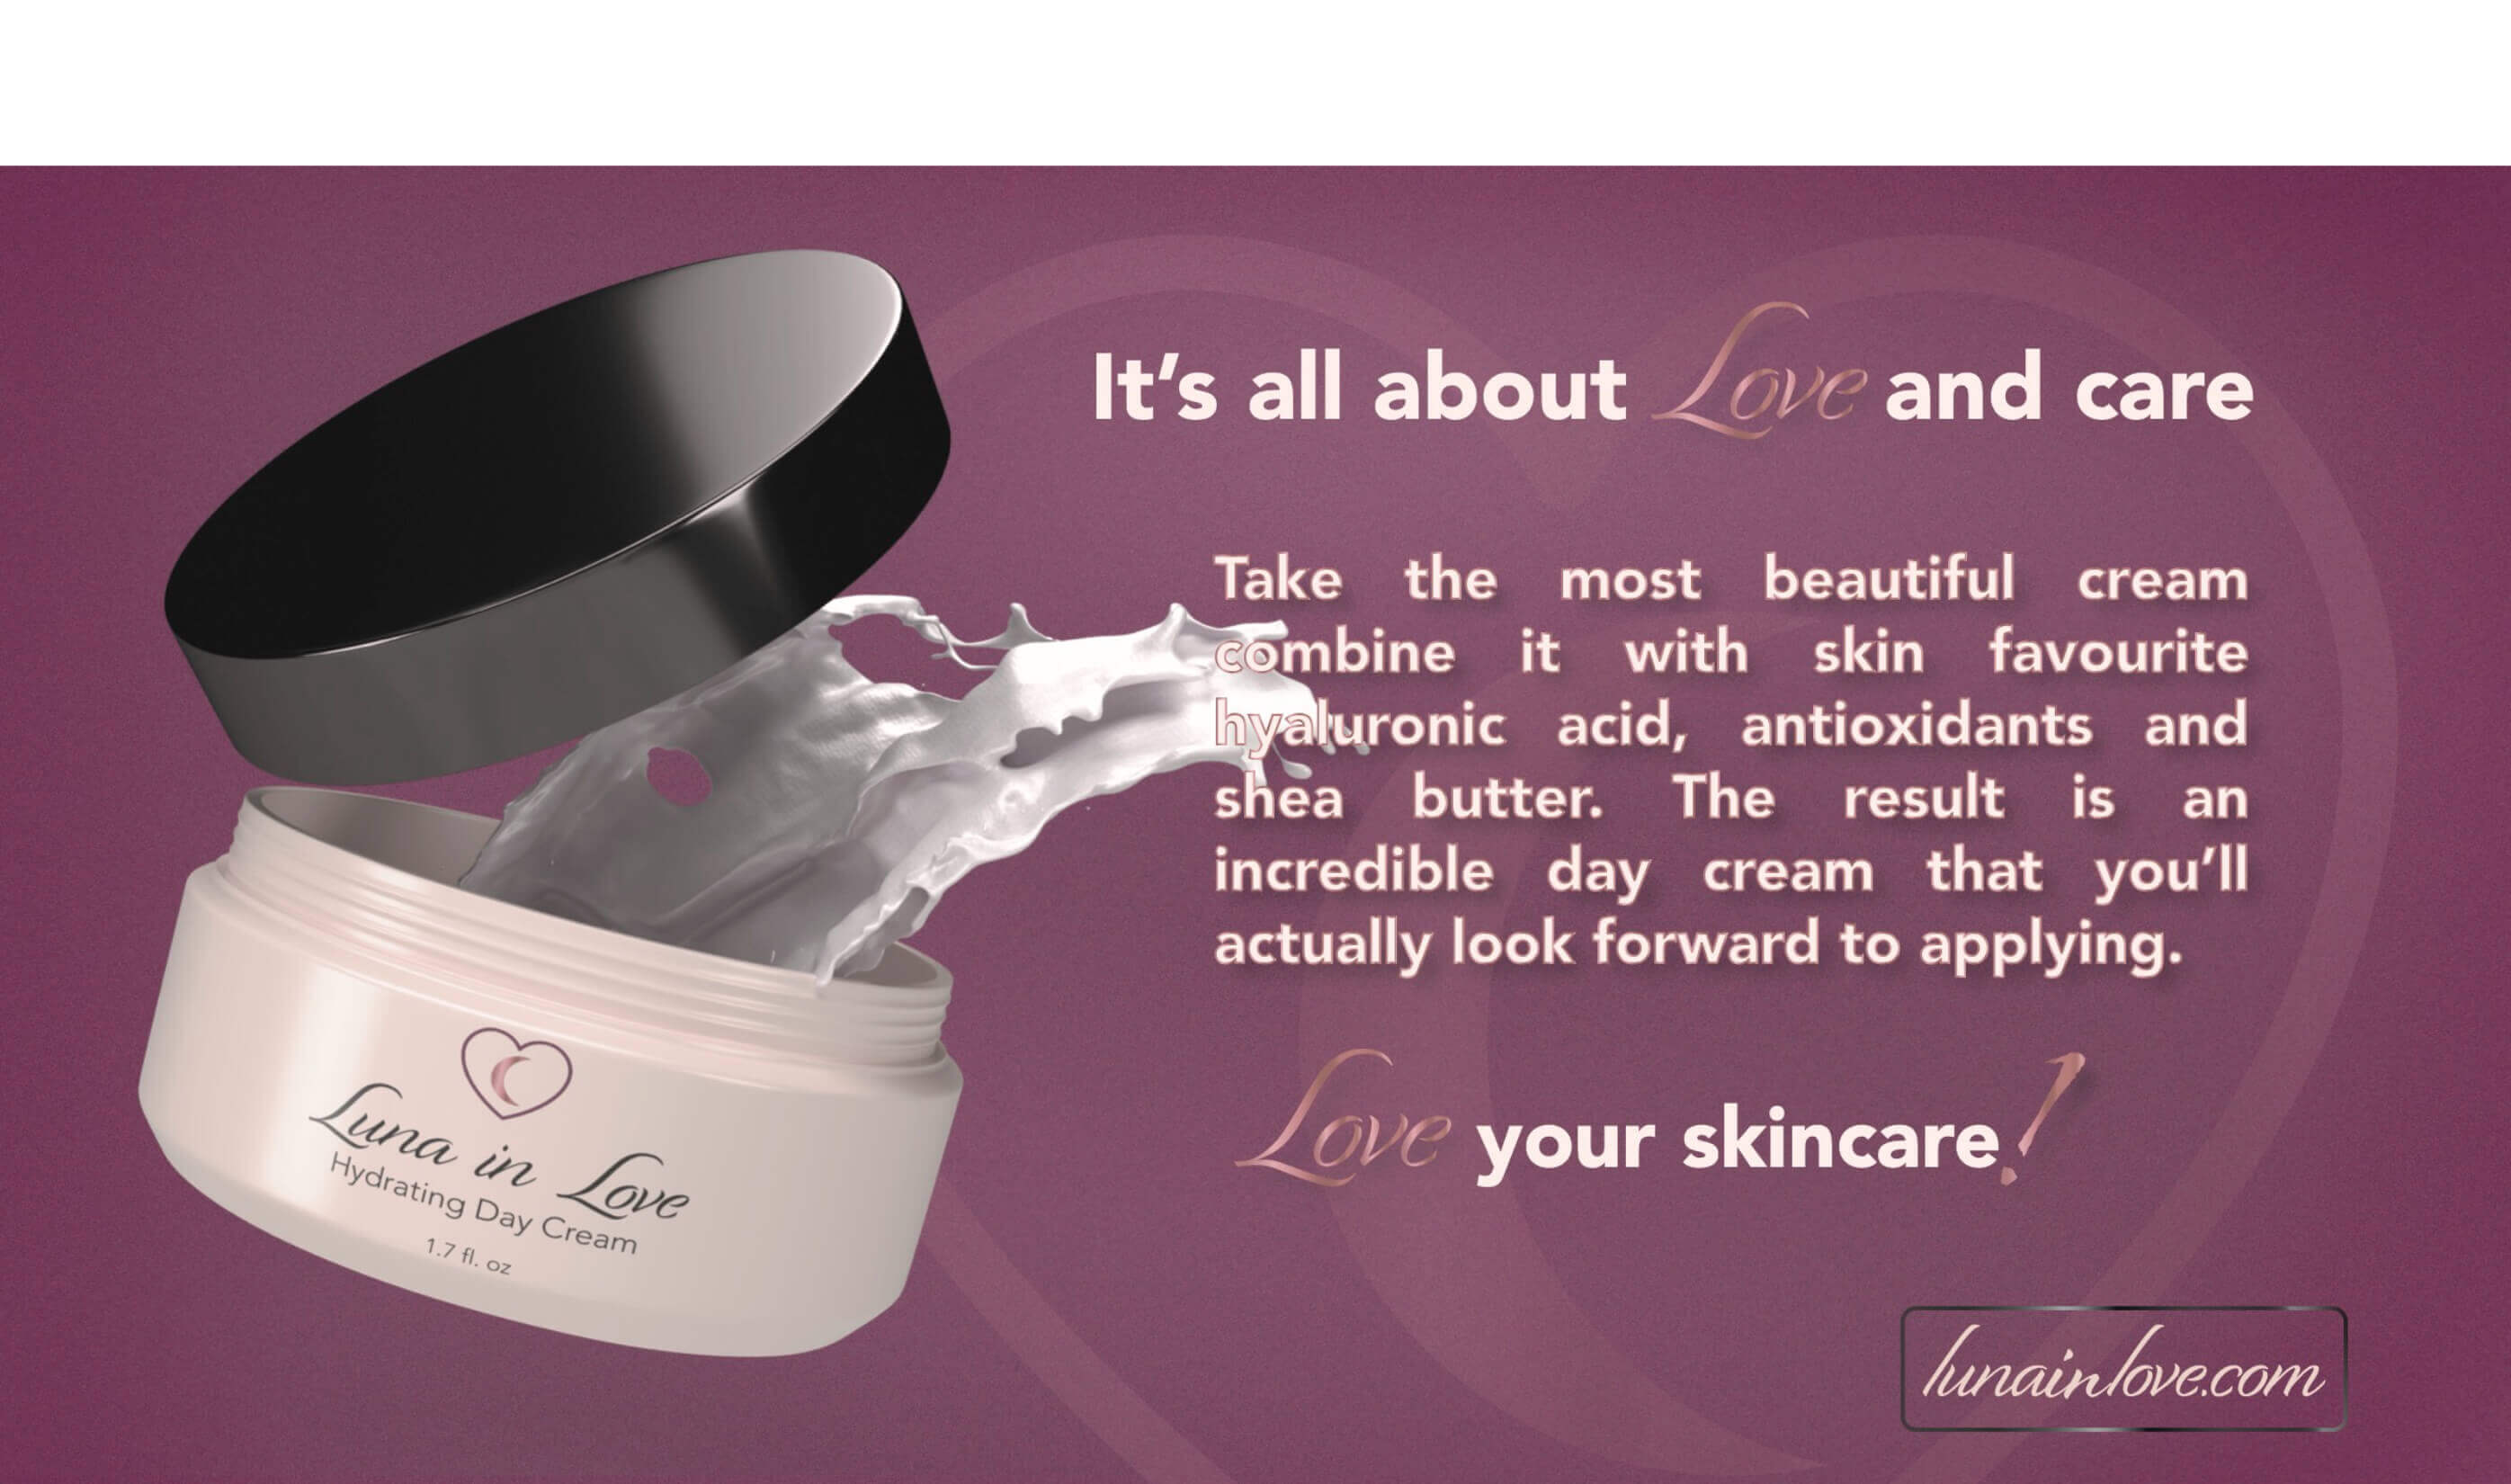 It's all about Love and care
Take the most beautiful cream
combine it with skin favourite
hyaluronic acid, antioxidants and
shea butter. The result is an
incredible day cream that you'll
actually look forward to applying.
Love your skincare!
Luna in Love
Hydrating Day Cream
1.7 fl. oz
lunainlove.com